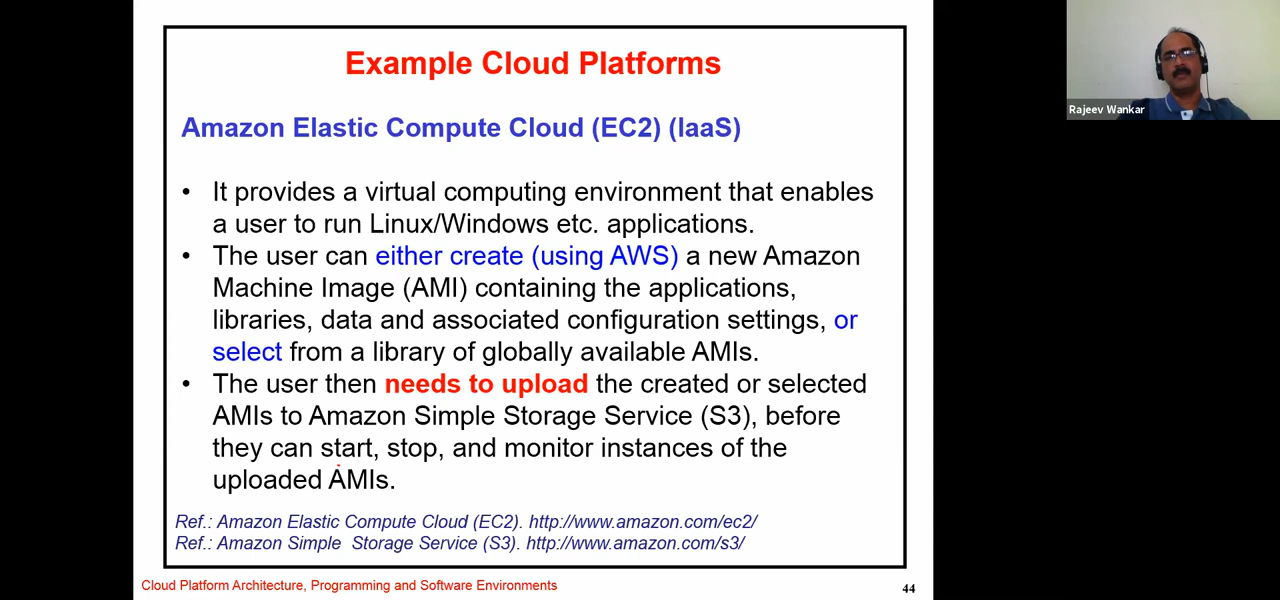 Example Cloud Platforms
Rajeev Wankar
Amazon Elastic Compute Cloud (EC2) (IaaS)
• It provides a virtual computing environment that enables
a user to run Linux/Windows etc. applications.
• The user can either create (using AWS) a new Amazon
Machine Image (AMI) containing the applications,
libraries, data and associated configuration settings, or
select from a library of globally available AMIs.
• The user then needs to upload the created or selected
AMIs to Amazon Simple Storage Service (S3), before
they can start, stop, and monitor instances of the
uploaded AMIs.
Ref.: Amazon Elastic Compute Cloud (EC2). http://www.amazon.com/ec2/
Ref.: Amazon Simple Storage Service (S3). http://www.amazon.com/s3/
Cloud Platform Architecture, Programming and Software Environments
44